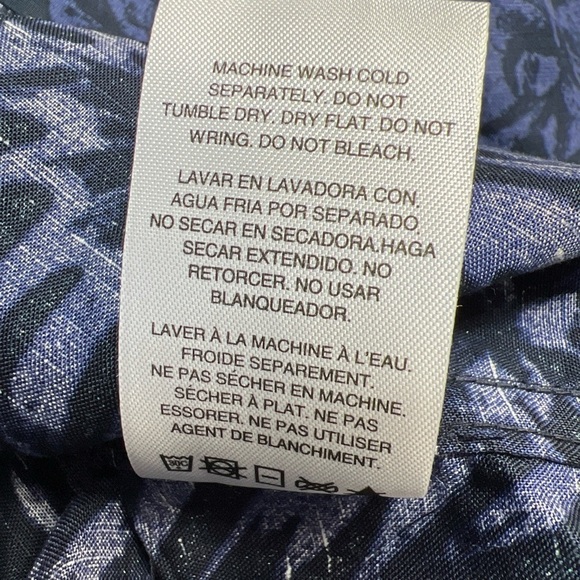 MACHINE WASH COLD
SEPARATELY. DO NOT
TUMBLE DRY. DRY FLAT. DO NOT
WRING. DO NOT BLEACH.
LAVAR EN LAVADORA CON
AGUA FRIA POR SEPARADO
NO SECAR EN SECADORA.HAGA
SECAR EXTENDIDO. NO
RETORCER. NO USAR
BLANQUEADOR.
LAVER À LA MACHINE À L'EAU.
FROIDE SEPAREMENT.
NE PAS SÉCHER EN MACHINE.
SÉCHER À PLAT. NE PAS
ESSORER. NE PAS UTILISER
AGENT DE BLANCHIMENT.